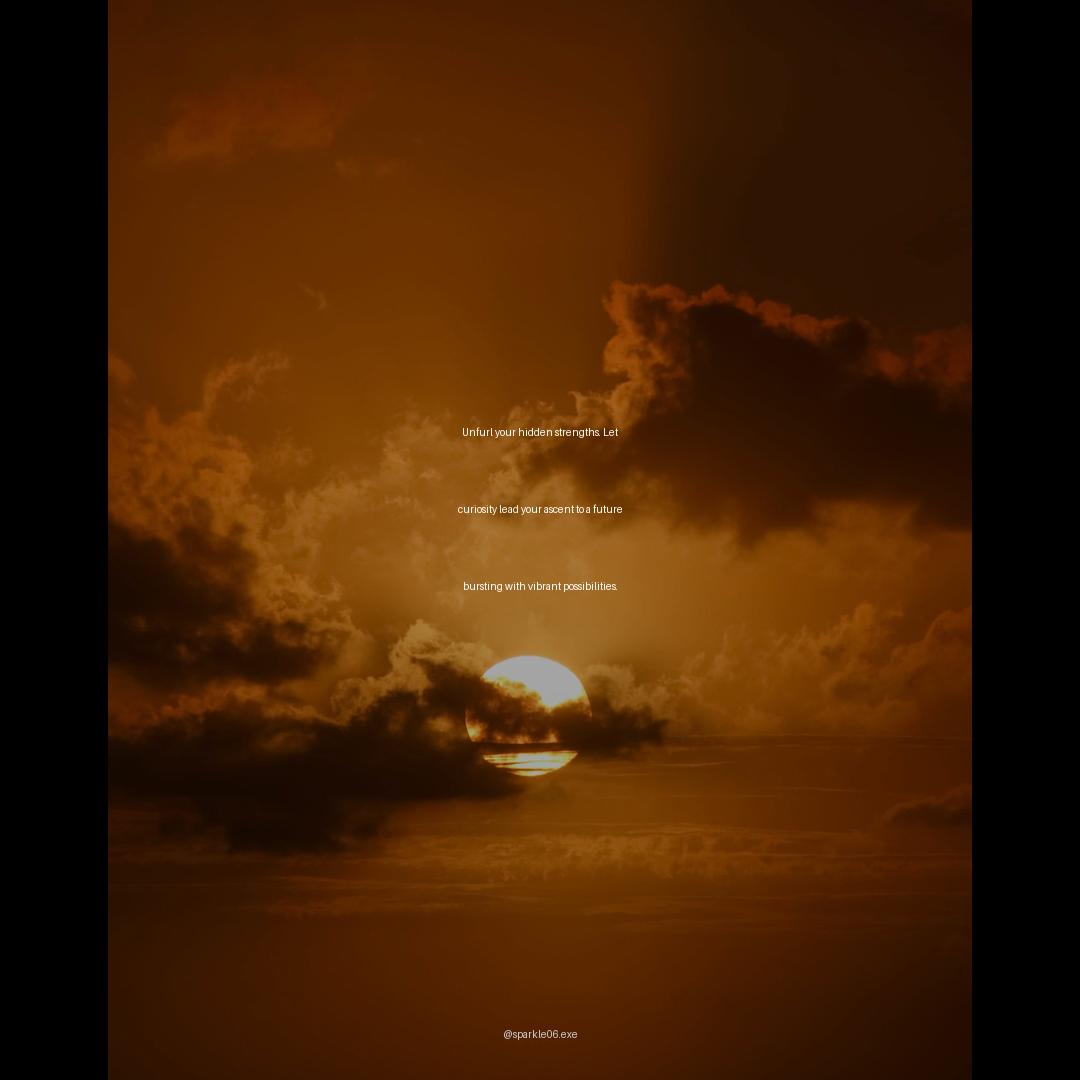 Unfurl your hidden strengths. Let
curiosity lead your ascent to a future
bursting with vibrant possibilities.
@sparkle06.exe